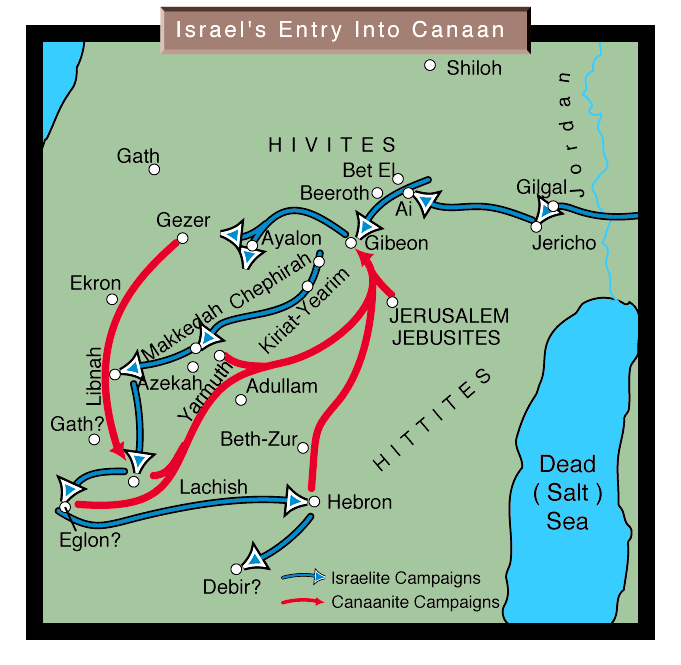 Israel's Entry Into Canaan
Shiloh
Jordan
HIVITES
Gath
Bet El
Beeroth
Ai
Gilgal
Gezer
Ayalon
Gibeon
Jericho
Ekron
Chephirah
Kiriat-Yearim
JERUSALEM
JEBUSITES
Makkedah
Libnah
Azekah
Yarmuth
Adullam
HITTITES
Gath?
Beth-Zur
Dead
( Salt )
Sea
Lachish
Hebron
Eglon?
Debir?
Israelite Campaigns
Canaanite Campaigns